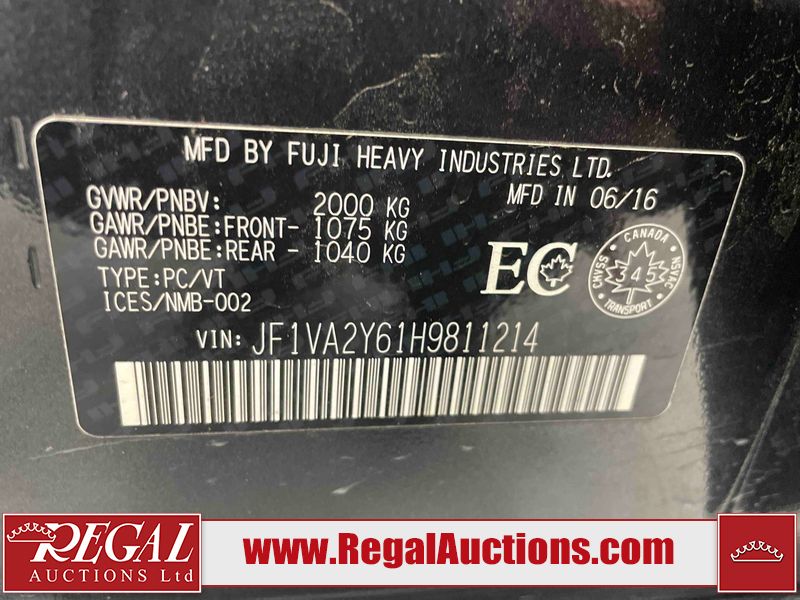 MFD BY FUJI HEAVY INDUSTRIES LTD.
GVWR/PNBV: 2000 KG MFD IN 06/16
GAWR/PNBE:FRONT- 1075 KG
GAWR/PNBE:REAR - 1040 KG
TYPE:PC/VT
ICES/NMB-002
EC
CANADA
CMVSS 345 NSVAC
TRANSPORT
VIN: JF1VA2Y61H9811214
REGAL
AUCTIONS Ltd
www.RegalAuctions.com